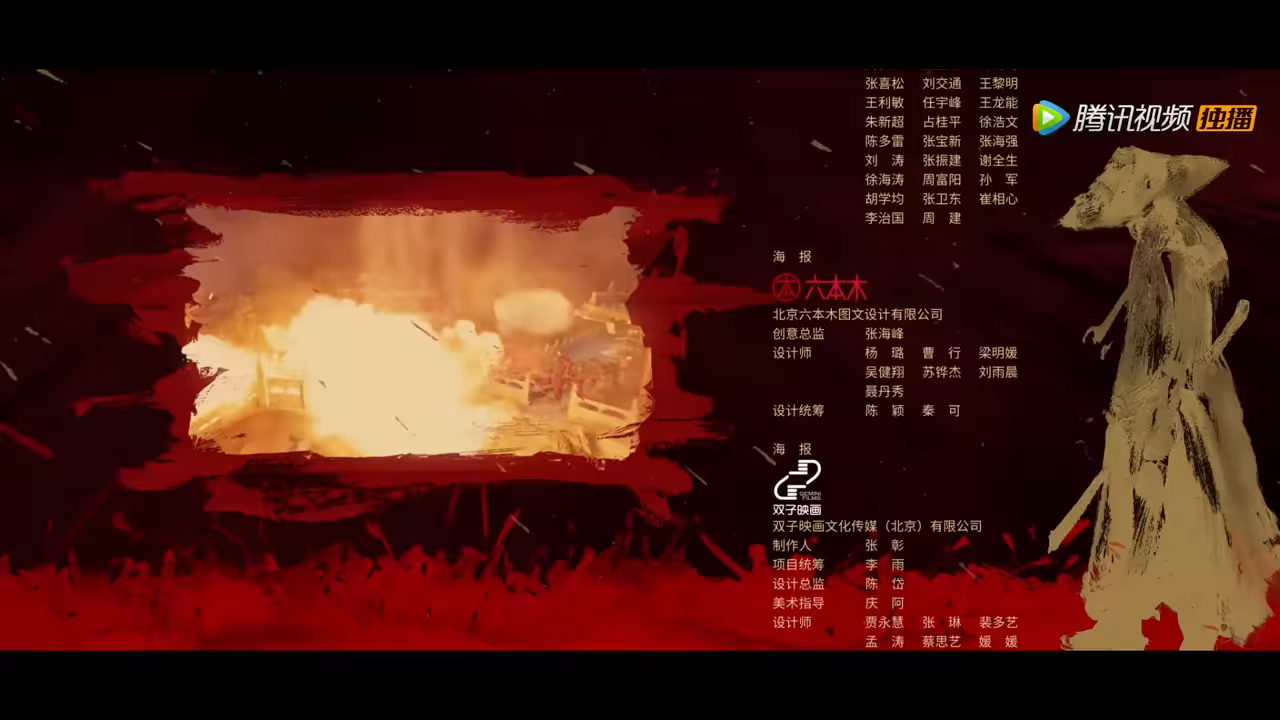 张喜松 刘交通 王黎明
王利敏 任宇峰 王龙能
朱新超 占桂平 徐浩文
陈多雷 张宝新 张海强
刘 涛 张振建 谢全生
徐海涛 周富阳 孙 军
胡学均 张卫东 崔相心
李治国 周 建
腾讯视频 独播
海 报
六本木
北京六本木图文设计有限公司
创意总监 张海峰
设计师 杨 璐 曹 行 梁明媛
吴健翔 苏铧杰 刘雨晨
聂丹秀
设计统筹 陈 颖 秦 可
海 报
GEMINI
FILMS
双子映画
双子映画文化传媒（北京）有限公司
制作人 张 彰
项目统筹 李 雨
设计总监 陈 岱
美术指导 庆 阿
设计师 贾永慧 张 琳 裴多艺
孟 涛 蔡思艺 媛 媛